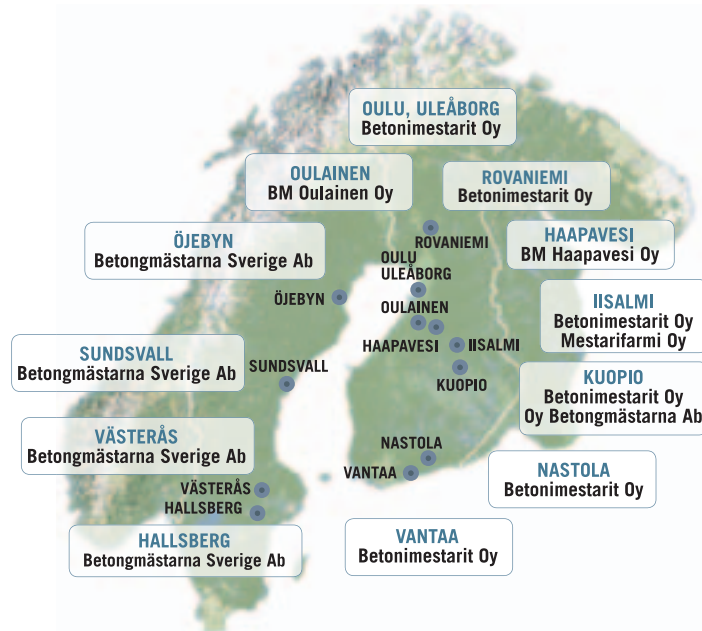 OULU, ULEÅBORG
Betonimestarit Oy
OULAINEN
BM Oulainen Oy
ROVANIEMI
Betonimestarit Oy
ÖJEBYN
Betongmästarna Sverige Ab
HAAPAVESI
BM Haapavesi Oy
ROVANIEMI
OULU
ULEÅBORG
ÖJEBYN
OULAINEN
IISALMI
Betonimestarit Oy
Mestarifarmi Oy
HAAPAVESI
IISALMI
SUNDSVALL
Betongmästarna Sverige Ab
SUNDSVALL
KUOPIO
KUOPIO
Betonimestarit Oy
Oy Betongmästarna Ab
VÄSTERÅS
Betongmästarna Sverige Ab
NASTOLA
VANTAA
NASTOLA
Betonimestarit Oy
VÄSTERÅS
HALLSBERG
HALLSBERG
Betongmästarna Sverige Ab
VANTAA
Betonimestarit Oy